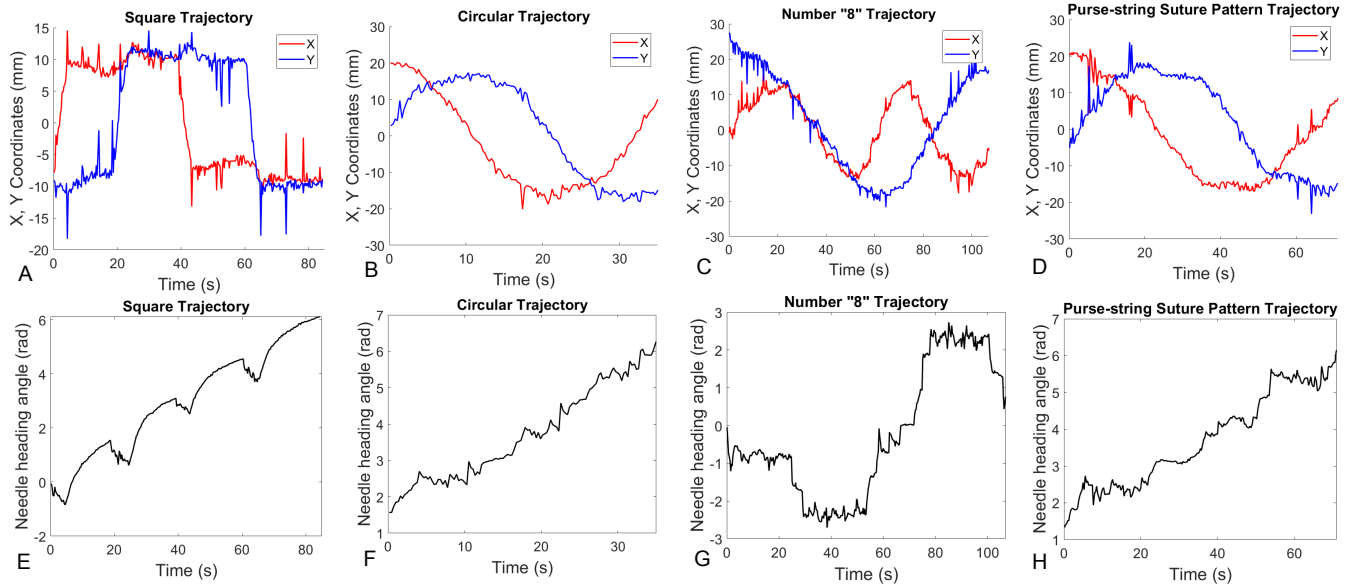 Square Trajectory
X, Y Coordinates (mm)
15
10
5
0
-5
-10
-15
-20
0
20
40
60
80
Time (s)
X
Y
A
Circular Trajectory
X, Y Coordinates (mm)
30
20
10
0
-10
-20
-30
0
10
20
30
Time (s)
X
Y
B
Number "8" Trajectory
X, Y Coordinates (mm)
30
20
10
0
-10
-20
-30
0
20
40
60
80
100
Time (s)
X
Y
C
Purse-string Suture Pattern Trajectory
X, Y Coordinates (mm)
30
20
10
0
-10
-20
-30
0
20
40
60
Time (s)
X
Y
D
Square Trajectory
Needle heading angle (rad)
6
4
2
0
-2
0
20
40
60
80
Time (s)
E
Circular Trajectory
Needle heading angle (rad)
7
6
5
4
3
2
1
0
10
20
30
Time (s)
F
Number "8" Trajectory
Needle heading angle (rad)
3
2
1
0
-1
-2
-3
0
20
40
60
80
100
Time (s)
G
Purse-string Suture Pattern Trajectory
Needle heading angle (rad)
7
6
5
4
3
2
1
0
20
40
60
Time (s)
H